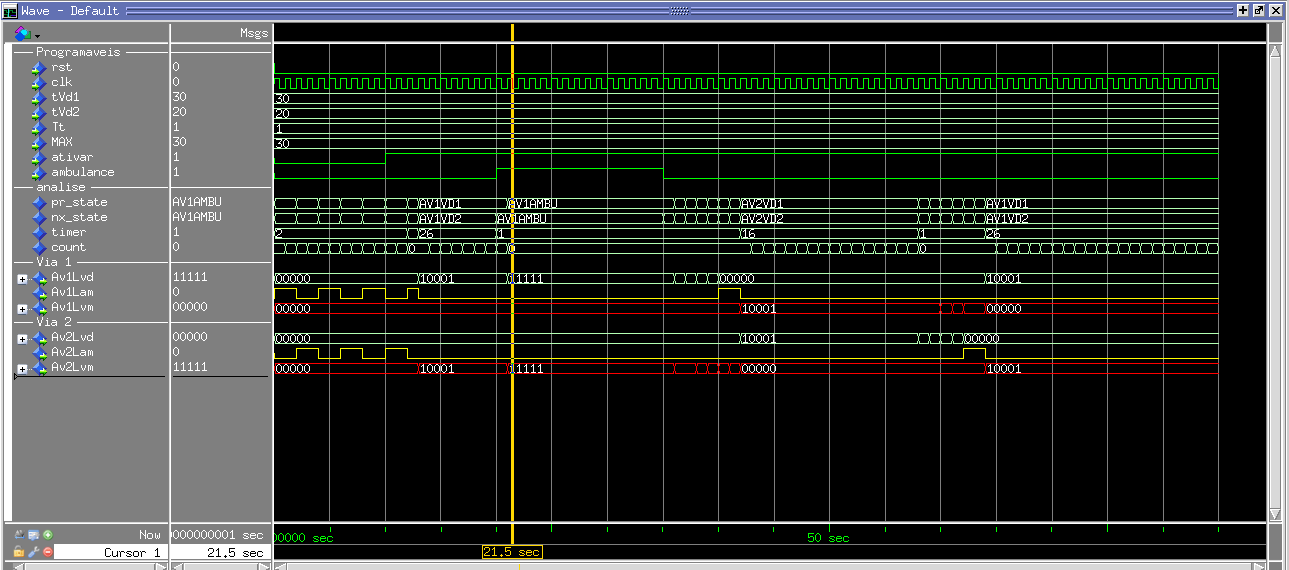 Wave - Default
Msgs
Programaveis
rst 0
clk 0
tVd1 30 30
tVd2 20 20
Tt 1 1
MAX 30 30
ativar 1
ambulance 1
analise
pr_state AV1AMBU AV1VD1 AV1AMBU AV2VD1 AV1VD1
nx_state AV1AMBU AV1VD2 AV1AMBU AV2VD2 AV1VD2
timer 1 2 26 1 16 1 26
count 0 0 0 0
Via 1
Av1Lvd 11111 00000 10001 11111 00000 10001
Av1Lam 0
Av1Lvm 00000 00000 10001 00000
Via 2
Av2Lvd 00000 00000 10001 00000
Av2Lam 0
Av2Lvm 11111 00000 10001 11111 00000 10001
Now 000000001 sec 00000 sec 50 sec
Cursor 1 21.5 sec 21.5 sec